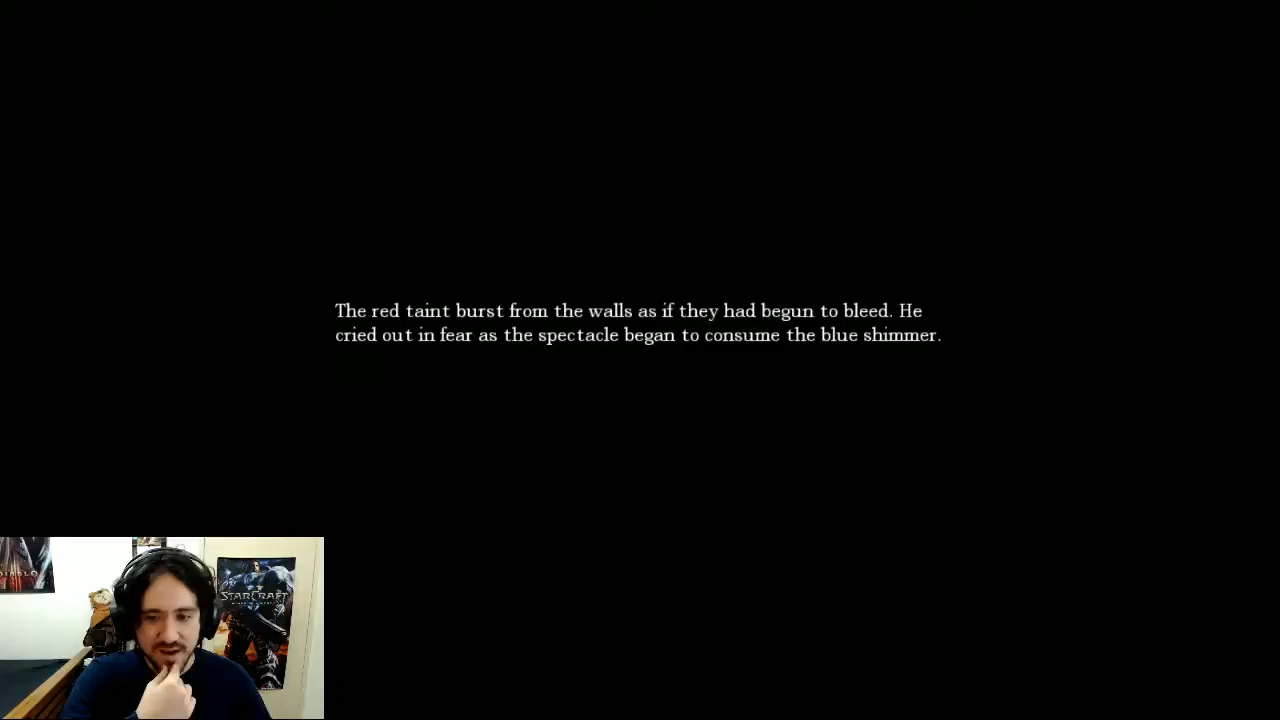 The red taint burst from the walls as if they had begun to bleed. He
cried out in fear as the spectacle began to consume the blue shimmer.
DIABLO
STARCRAFT